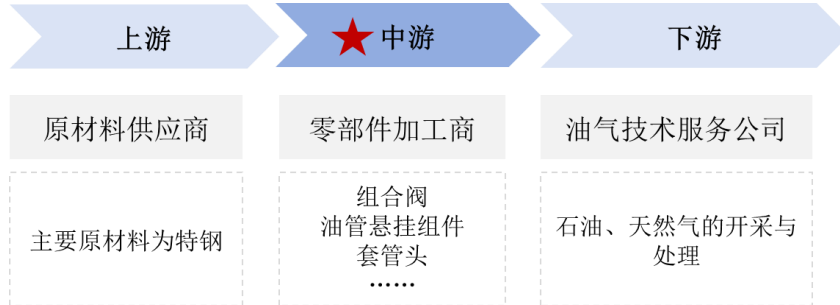 上游
中游
下游
原材料供应商
零部件加工商
油气技术服务公司
主要原材料为特钢
组合阀
油管悬挂组件
套管头
……
石油、天然气的开采与
处理